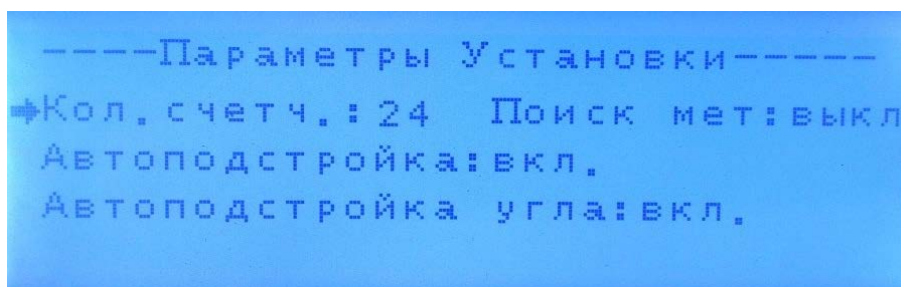 ----Параметры Установки-----
➡Кол.счетч.:24 Поиск мет:выкл
Автоподстройка:вкл.
Автоподстройка угла:вкл.